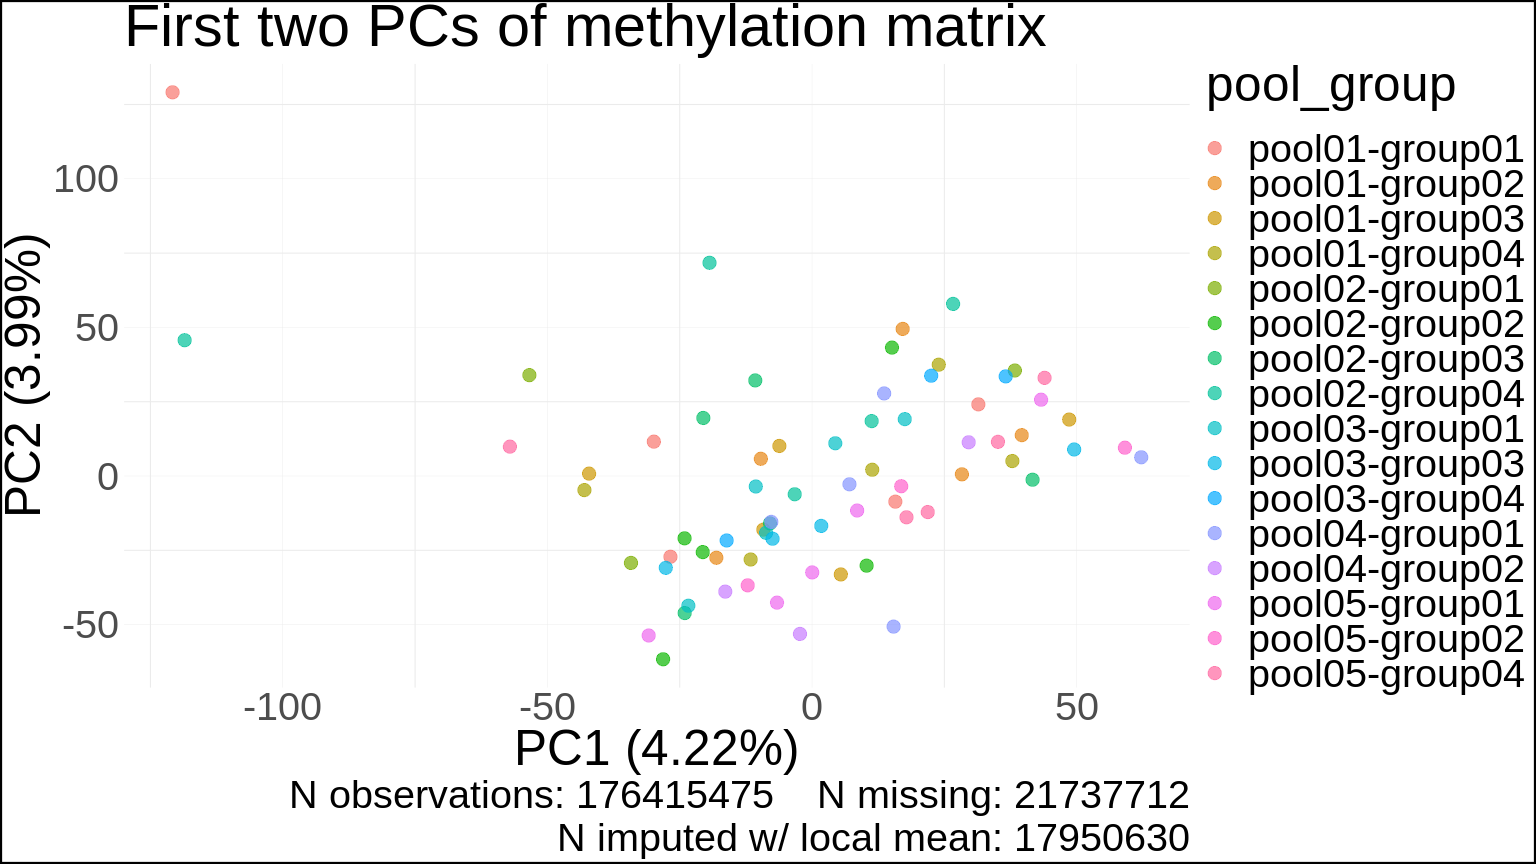 First two PCs of methylation matrix
PC2 (3.99%)
100
50
0
-50
-100
-50
0
50
PC1 (4.22%)
N observations: 176415475 N missing: 21737712
N imputed w/ local mean: 17950630
pool_group
pool01-group01
pool01-group02
pool01-group03
pool01-group04
pool02-group01
pool02-group02
pool02-group03
pool02-group04
pool03-group01
pool03-group03
pool03-group04
pool04-group01
pool04-group02
pool05-group01
pool05-group02
pool05-group04